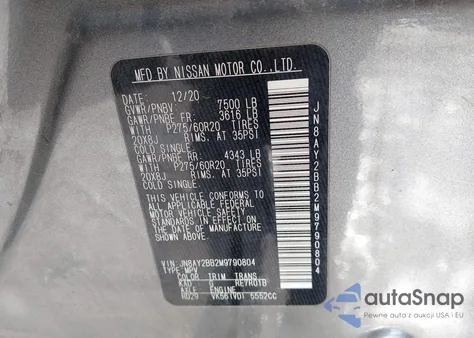 MFD BY NISSAN MOTOR CO.,LTD.
DATE: 12/20
GVWR/PNBV: 7500 LB
GAWR/PNBE FR: 3616 LB
WITH P275/60R20 TIRES
20X8J RIMS, AT 35PSI
COLD SINGLE
GAWR/PNBE RR: 4343 LB
WITH P275/60R20 TIRES
20X8J RIMS, AT 35PSI
COLD SINGLE
THIS VEHICLE CONFORMS TO
ALL APPLICABLE FEDERAL
MOTOR VEHICLE SAFETY
STANDARDS IN EFFECT ON
THE DATE OF MANUFACTURE
SHOWN ABOVE.
VIN: JN8AY2BB2M9790804
TYPE: MPV
COLOR TRIM TRANS
KAD RE7R01B
AXLE ENGINE
HD29 VK56(VD) 5552CC
JN8AY2BB2M9790804
autoSnap
Pewne auta z USA i EU